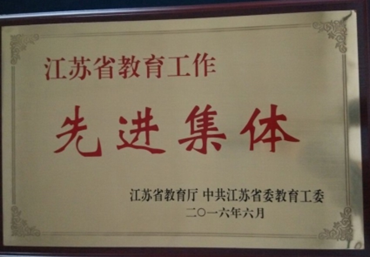 江苏省教育工作
先进集体
江苏省教育厅 中共江苏省委教育工委
二〇一六年六月